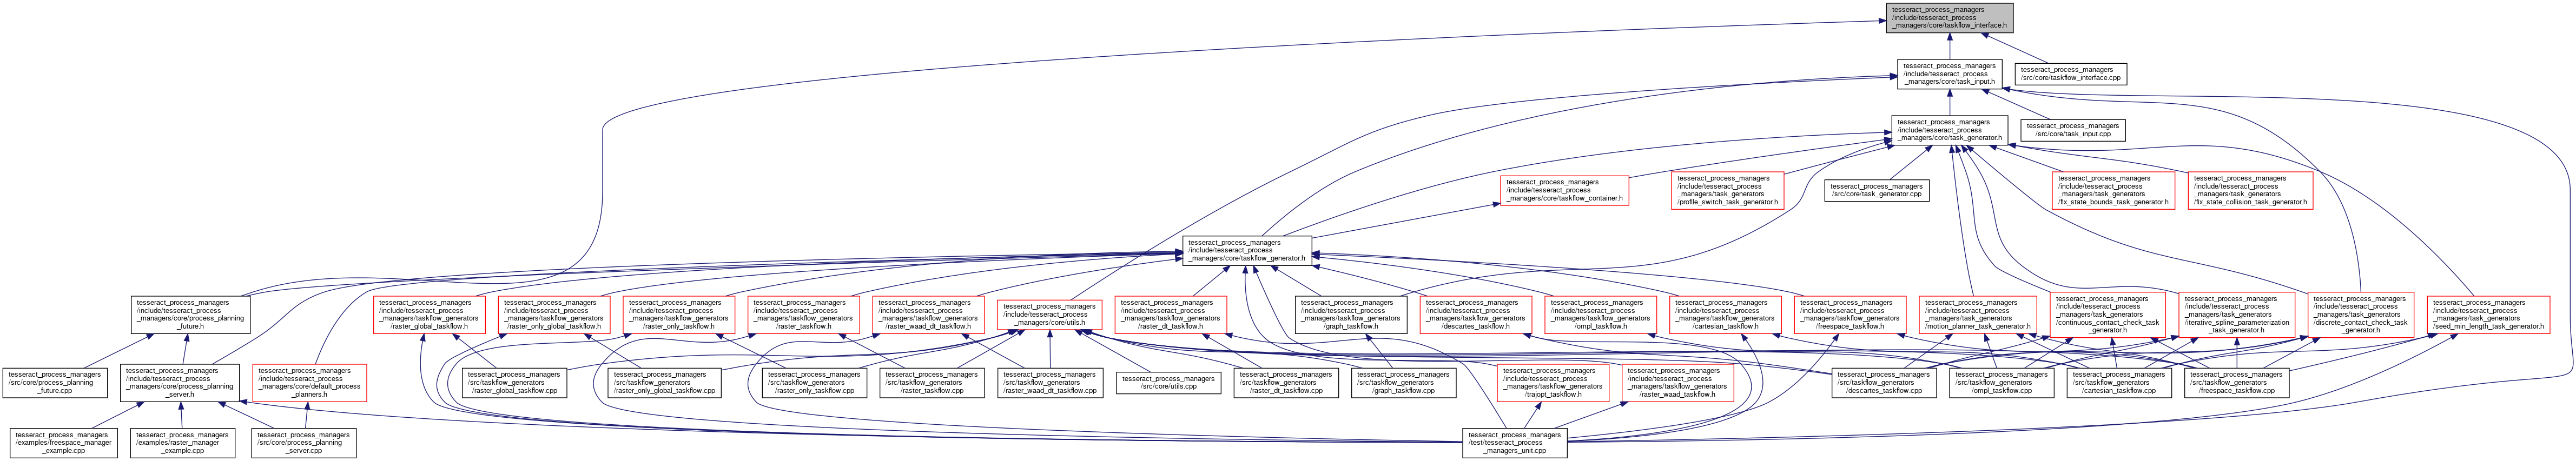 tesseract_process_managers
/include/tesseract_process
_managers/core/taskflow_interface.h
tesseract_process_managers
/include/tesseract_process
_managers/core/task_input.h
tesseract_process_managers
/src/core/taskflow_interface.cpp
tesseract_process_managers
/include/tesseract_process
_managers/core/task_generator.h
tesseract_process_managers
/src/core/task_input.cpp
tesseract_process_managers
/include/tesseract_process
_managers/core/taskflow_container.h
tesseract_process_managers
/include/tesseract_process
_managers/task_generators
/profile_switch_task_generator.h
tesseract_process_managers
/src/core/task_generator.cpp
tesseract_process_managers
/include/tesseract_process
_managers/task_generators
/fix_state_bounds_task_generator.h
tesseract_process_managers
/include/tesseract_process
_managers/task_generators
/fix_state_collision_task_generator.h
tesseract_process_managers
/include/tesseract_process
_managers/core/taskflow_generator.h
tesseract_process_managers
/include/tesseract_process
_managers/core/process_planning
_future.h
tesseract_process_managers
/include/tesseract_process
_managers/taskflow_generators
/raster_global_taskflow.h
tesseract_process_managers
/include/tesseract_process
_managers/taskflow_generators
/raster_only_global_taskflow.h
tesseract_process_managers
/include/tesseract_process
_managers/taskflow_generators
/raster_only_taskflow.h
tesseract_process_managers
/include/tesseract_process
_managers/taskflow_generators
/raster_taskflow.h
tesseract_process_managers
/include/tesseract_process
_managers/taskflow_generators
/raster_waad_dt_taskflow.h
tesseract_process_managers
/include/tesseract_process
_managers/core/utils.h
tesseract_process_managers
/include/tesseract_process
_managers/taskflow_generators
/raster_dt_taskflow.h
tesseract_process_managers
/include/tesseract_process
_managers/taskflow_generators
/graph_taskflow.h
tesseract_process_managers
/include/tesseract_process
_managers/taskflow_generators
/descartes_taskflow.h
tesseract_process_managers
/include/tesseract_process
_managers/taskflow_generators
/ompl_taskflow.h
tesseract_process_managers
/include/tesseract_process
_managers/taskflow_generators
/cartesian_taskflow.h
tesseract_process_managers
/include/tesseract_process
_managers/taskflow_generators
/freespace_taskflow.h
tesseract_process_managers
/include/tesseract_process
_managers/task_generators
/motion_planner_task_generator.h
tesseract_process_managers
/include/tesseract_process
_managers/task_generators
/continuous_contact_check_task
_generator.h
tesseract_process_managers
/include/tesseract_process
_managers/task_generators
/iterative_spline_parameterization
_task_generator.h
tesseract_process_managers
/include/tesseract_process
_managers/task_generators
/discrete_contact_check_task
_generator.h
tesseract_process_managers
/include/tesseract_process
_managers/task_generators
/seed_min_length_task_generator.h
tesseract_process_managers
/src/core/process_planning
_future.cpp
tesseract_process_managers
/include/tesseract_process
_managers/core/process_planning
_server.h
tesseract_process_managers
/include/tesseract_process
_managers/core/default_process
_planners.h
tesseract_process_managers
/src/taskflow_generators
/raster_global_taskflow.cpp
tesseract_process_managers
/src/taskflow_generators
/raster_only_global_taskflow.cpp
tesseract_process_managers
/src/taskflow_generators
/raster_only_taskflow.cpp
tesseract_process_managers
/src/taskflow_generators
/raster_taskflow.cpp
tesseract_process_managers
/src/taskflow_generators
/raster_waad_dt_taskflow.cpp
tesseract_process_managers
/src/core/utils.cpp
tesseract_process_managers
/src/taskflow_generators
/raster_dt_taskflow.cpp
tesseract_process_managers
/src/taskflow_generators
/graph_taskflow.cpp
tesseract_process_managers
/include/tesseract_process
_managers/taskflow_generators
/trajopt_taskflow.h
tesseract_process_managers
/include/tesseract_process
_managers/taskflow_generators
/raster_waad_taskflow.h
tesseract_process_managers
/src/taskflow_generators
/descartes_taskflow.cpp
tesseract_process_managers
/src/taskflow_generators
/ompl_taskflow.cpp
tesseract_process_managers
/src/taskflow_generators
/cartesian_taskflow.cpp
tesseract_process_managers
/src/taskflow_generators
/freespace_taskflow.cpp
tesseract_process_managers
/examples/freespace_manager
_example.cpp
tesseract_process_managers
/examples/raster_manager
_example.cpp
tesseract_process_managers
/src/core/process_planning
_server.cpp
tesseract_process_managers
/test/tesseract_process
_managers_unit.cpp